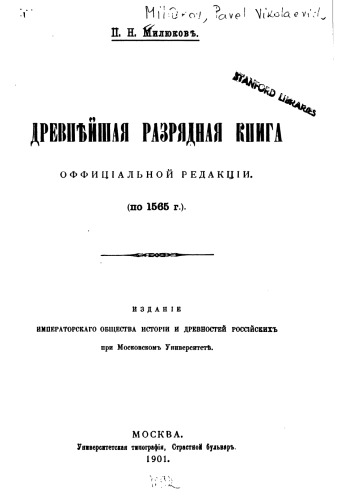 Miliukov, Pavel Nikolaevich,
П. Н. Милюковъ.
STANFORD LIBRARIES
ДРЕВНѢЙШАЯ РАЗРЯДНАЯ КНИГА
ОФФИЦІАЛЬНОЙ РЕДАКЦІИ.
(по 1565 г.).
ИЗДАНІЕ
ИМПЕРАТОРСКАГО ОБЩЕСТВА ИСТОРІИ И ДРЕВНОСТЕЙ РОССІЙСКИХЪ
при Московскомъ Университетѣ.
МОСКВА.
Университетская типографія, Страстной бульваръ.
1901.